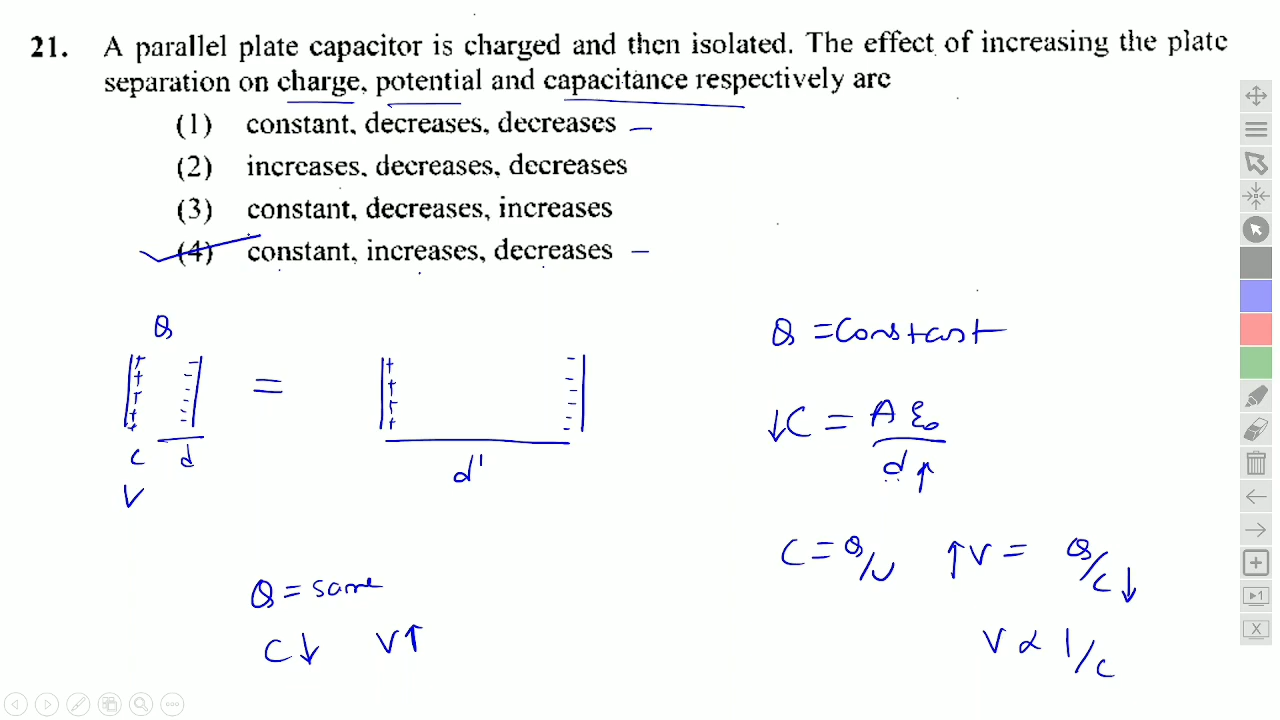 21. A parallel plate capacitor is charged and then isolated. The effect of increasing the plate
separation on charge, potential and capacitance respectively are
(1) constant, decreases, decreases
(2) increases, decreases, decreases
(3) constant, decreases, increases
(4) constant, increases, decreases
Q
+ + + + + - - - - -
=
+ + + + - - - - -
C d
V
d'
Q = Constant
↓C = Aε₀/d↑
C = Q/V ↑V = Q/C↓
Q = same
C↓ V↑
V ∝ 1/C